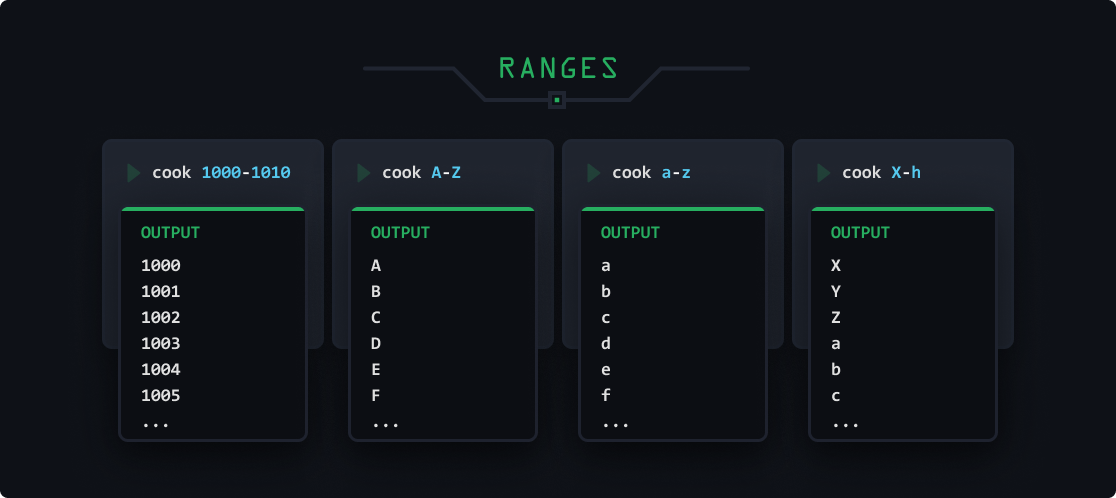 RANGES
cook 1000-1010
OUTPUT
1000
1001
1002
1003
1004
1005
...
cook A-Z
OUTPUT
A
B
C
D
E
F
...
cook a-z
OUTPUT
a
b
c
d
e
f
...
cook X-h
OUTPUT
X
Y
Z
a
b
c
...